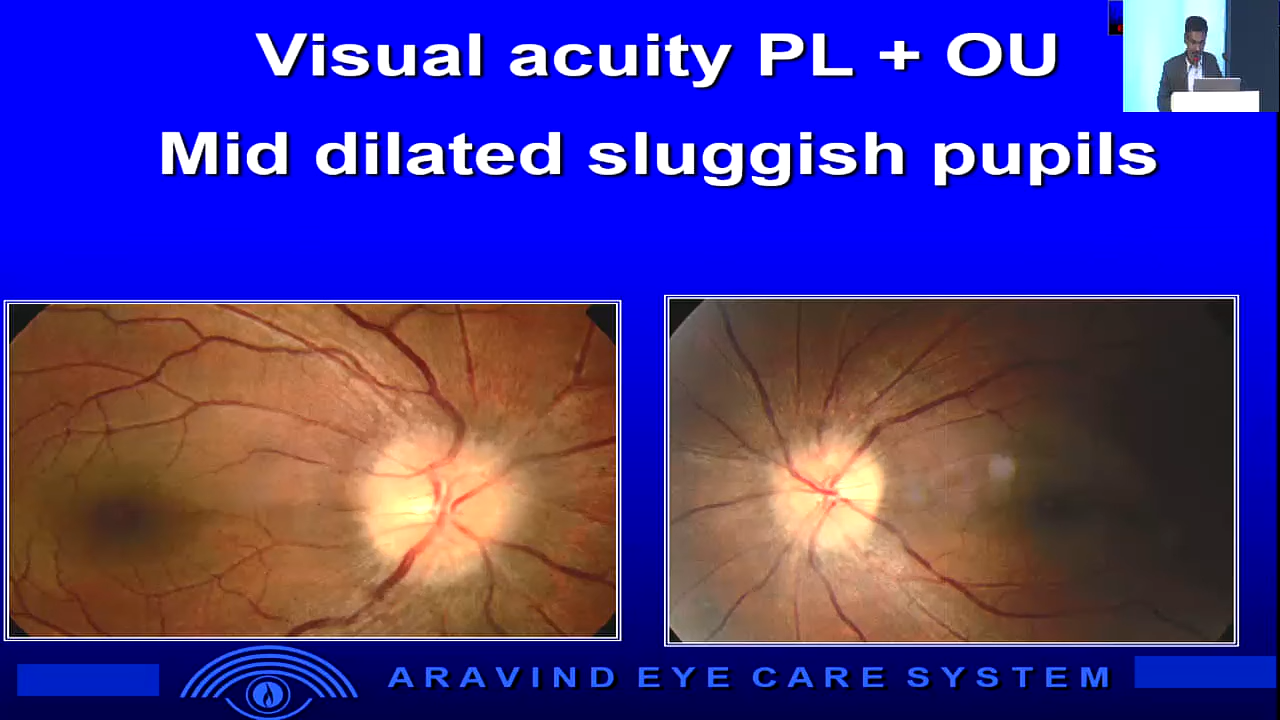 Visual acuity PL + OU
Mid dilated sluggish pupils
ARAVIND EYE CARE SYSTEM